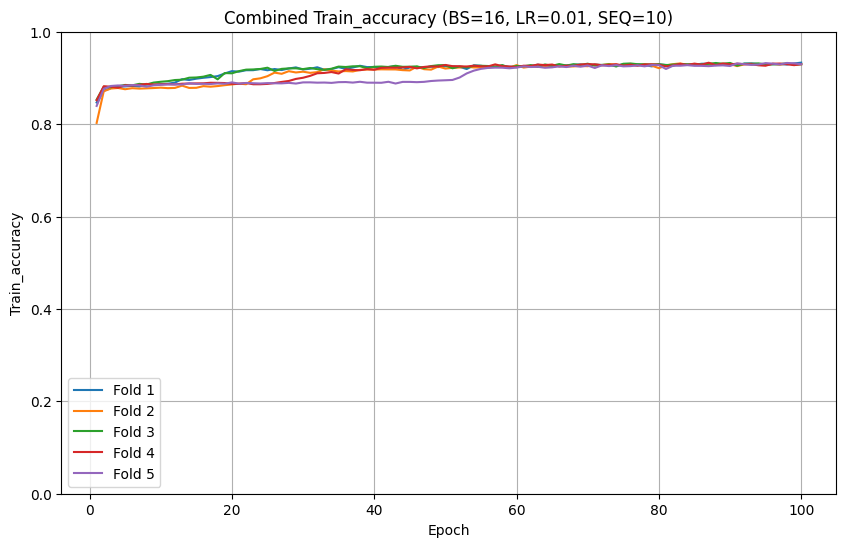 Combined Train_accuracy (BS=16, LR=0.01, SEQ=10)
Train_accuracy
1.0
0.8
0.6
0.4
0.2
0.0
Fold 1
Fold 2
Fold 3
Fold 4
Fold 5
0 20 40 60 80 100
Epoch